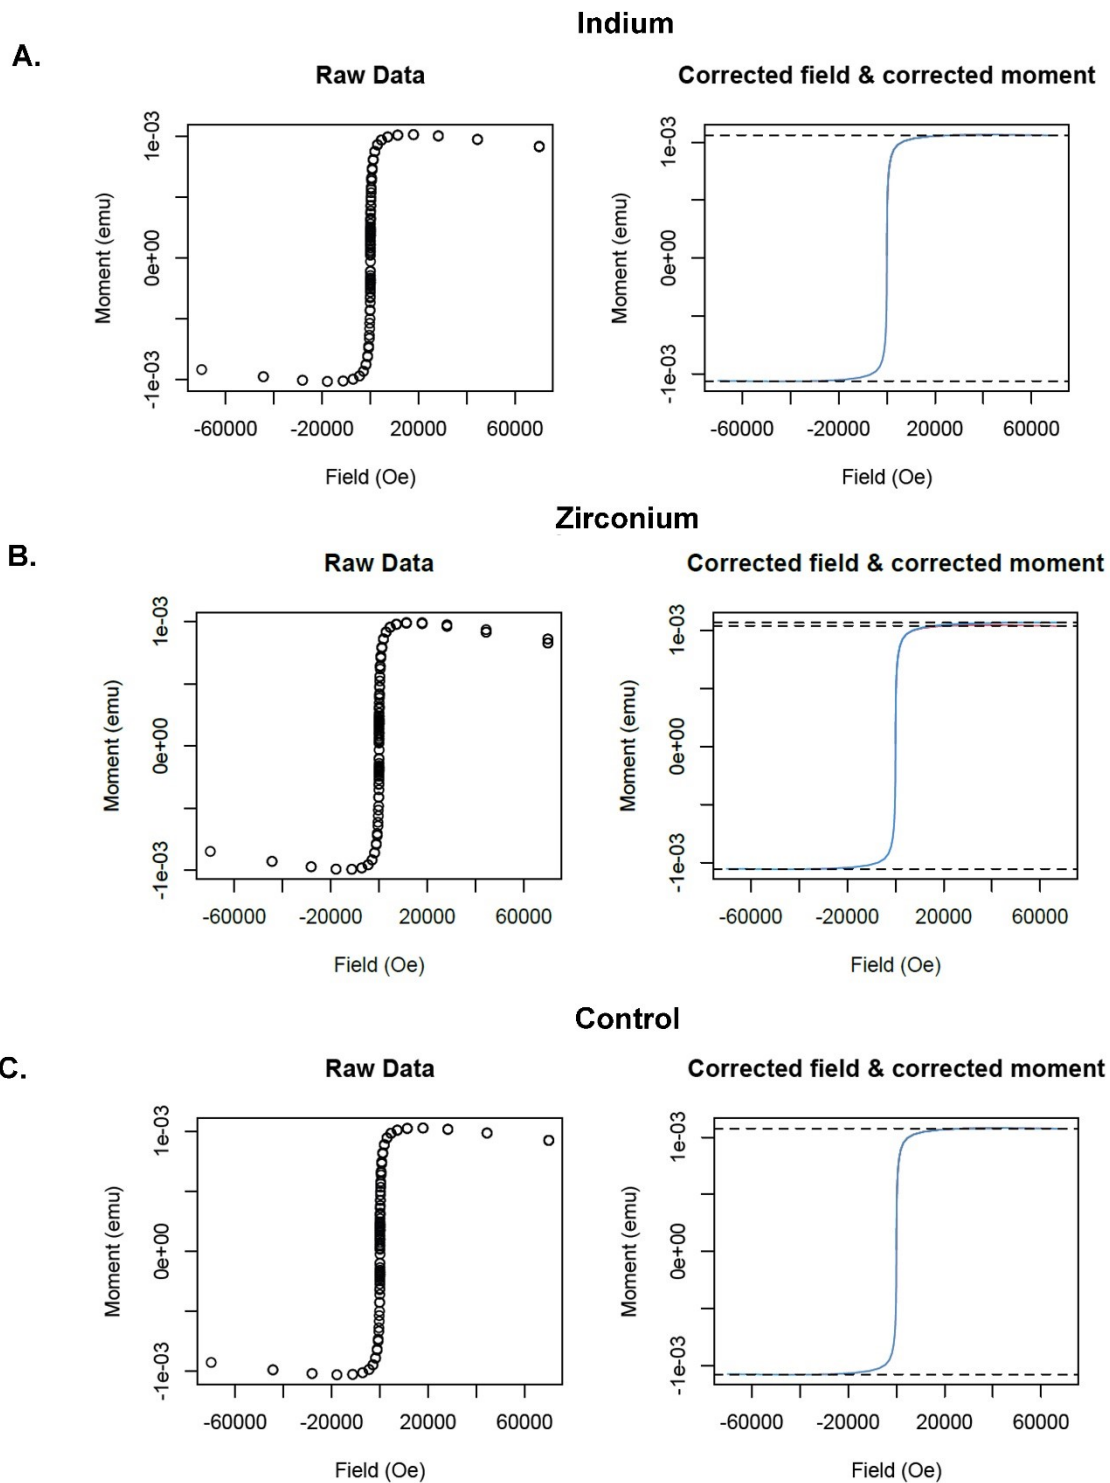 Indium
A.
Raw Data
Corrected field & corrected moment
Moment (emu)
1e-03
0e+00
-1e-03
-60000 -20000 20000 60000
Field (Oe)
Moment (emu)
1e-03
0e+00
-1e-03
-60000 -20000 20000 60000
Field (Oe)
Zirconium
B.
Raw Data
Corrected field & corrected moment
Moment (emu)
1e-03
0e+00
-1e-03
-60000 -20000 20000 60000
Field (Oe)
Moment (emu)
1e-03
0e+00
-1e-03
-60000 -20000 20000 60000
Field (Oe)
Control
C.
Raw Data
Corrected field & corrected moment
Moment (emu)
1e-03
0e+00
-1e-03
-60000 -20000 20000 60000
Field (Oe)
Moment (emu)
1e-03
0e+00
-1e-03
-60000 -20000 20000 60000
Field (Oe)